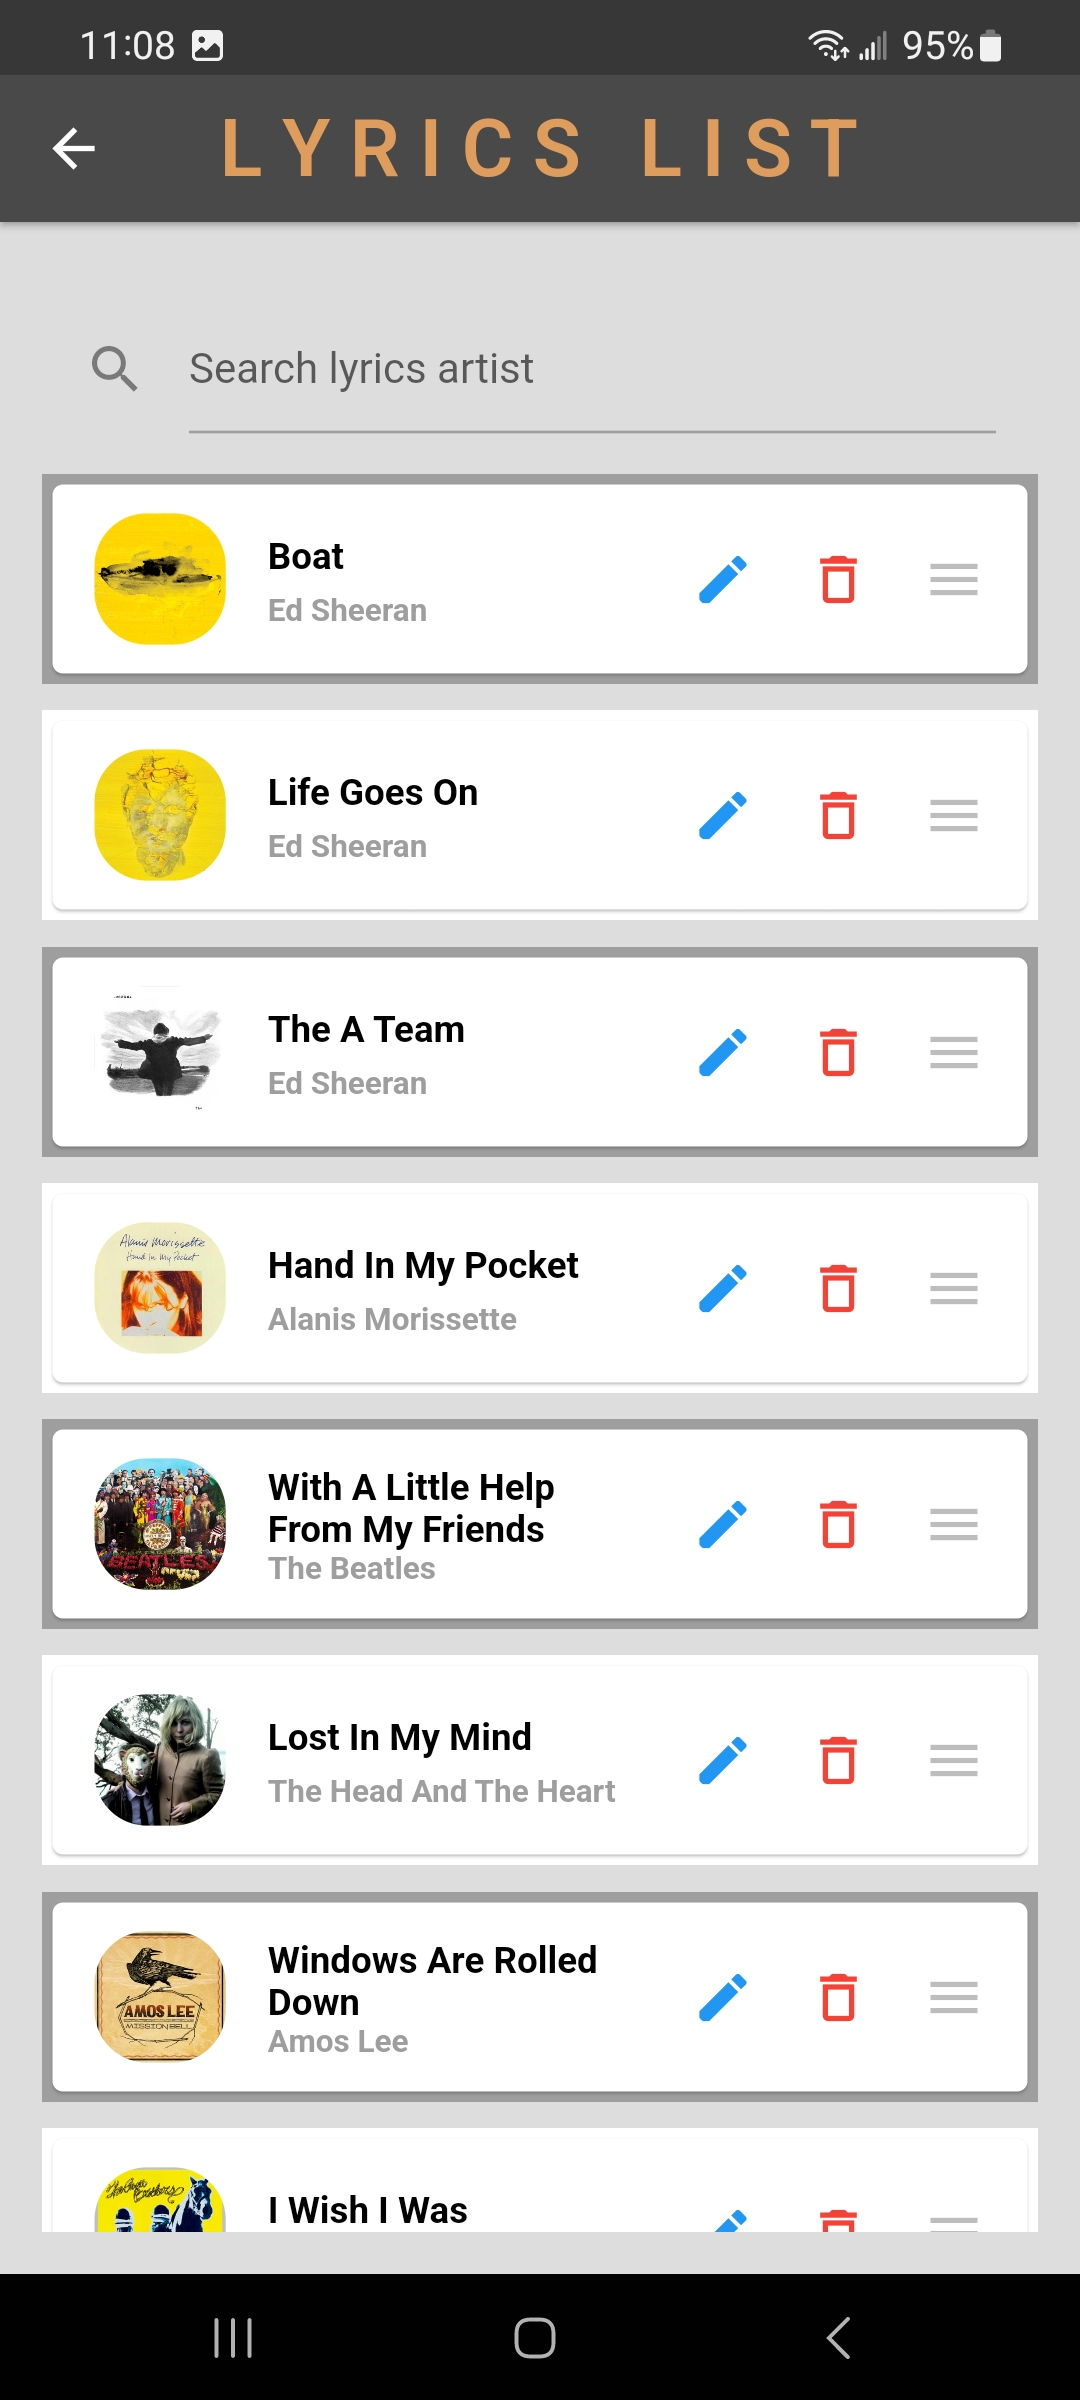 11:08
95%
LYRICS LIST
Search lyrics artist
Boat
Ed Sheeran
Life Goes On
Ed Sheeran
The A Team
Ed Sheeran
Alanis Morissette
Hand In My Pocket
Hand In My Pocket
Alanis Morissette
BEATLES
With A Little Help
From My Friends
The Beatles
Lost In My Mind
The Head And The Heart
AMOS LEE
MISSION BELL
Windows Are Rolled
Down
Amos Lee
I Wish I Was